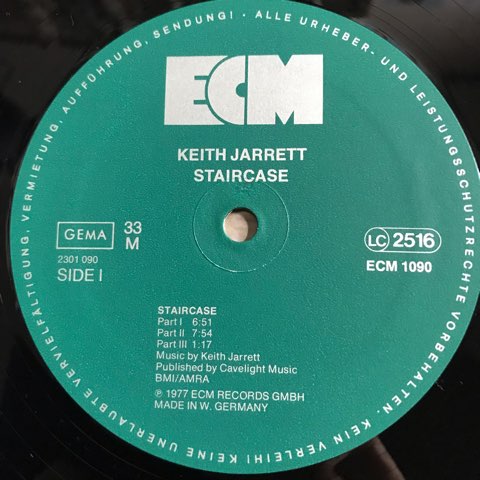 ECM
KEITH JARRETT
STAIRCASE
GEMA
33
M
2301 090
SIDE I
LC 2516
ECM 1090
STAIRCASE
Part I 6:51
Part II 7:54
Part III 1:17
Music by Keith Jarrett
Published by Cavelight Music
BMI/AMRA
℗ 1977 ECM RECORDS GMBH
MADE IN W. GERMANY
ALLE URHEBER- UND LEISTUNGSSCHUTZRECHTE VORBEHALTEN. KEIN VERLEIH! KEINE UNERLAUBTE VERVIELFÄLTIGUNG, VERMIETUNG, AUFFÜHRUNG, SENDUNG!